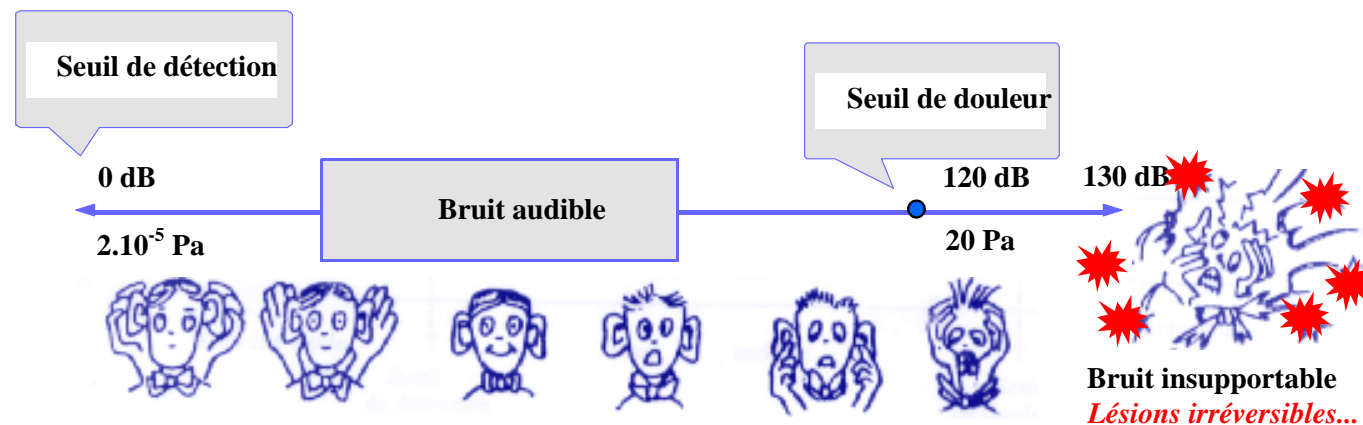 Seuil de détection
Seuil de douleur
0 dB
120 dB
130 dB
Bruit audible
2.10⁻⁵ Pa
20 Pa
Bruit insupportable
Lésions irréversibles...